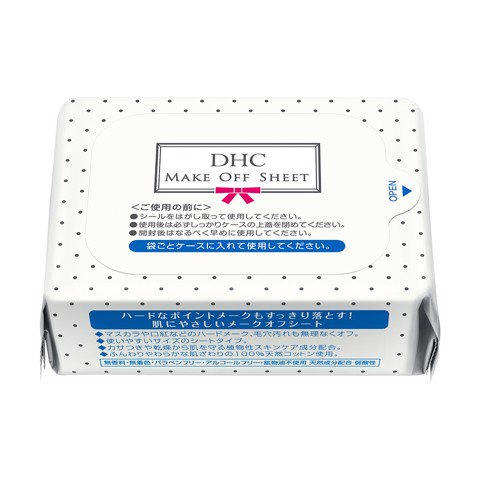 DHC
MAKE OFF SHEET
OPEN
<ご使用の前に>
●シールをはがし取って使用してください。
●使用後は必ずしっかりケースの上蓋を閉めてください。
●開封後はなるべく早めに使用してください。
袋ごとケースに入れて使用してください。
ハードなポイントメークもすっきり落とす!
肌にやさしいメークオフシート
◆マスカラや口紅などのハードメーク、毛穴汚れも無理なくオフ。
◆使いやすいサイズのシートタイプ。
◆カサつきや乾燥から肌を守る植物性スキンケア成分配合。
◆ふんわりやわらかな肌ざわりの100%天然コットン使用。
無香料・無着色・パラベンフリー・アルコールフリー・鉱物油不使用 天然成分配合 弱酸性